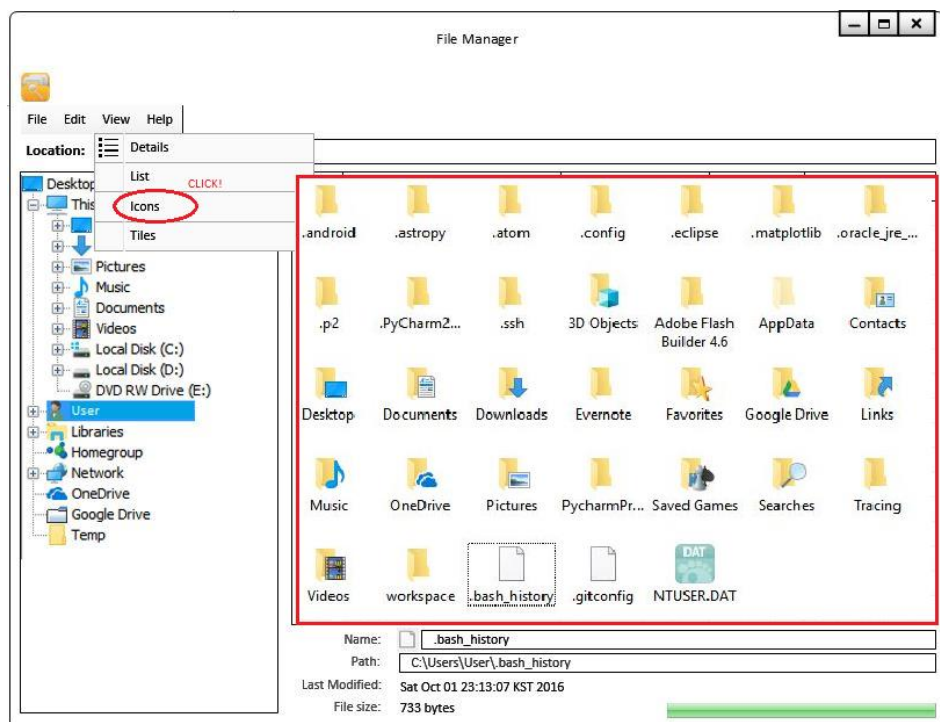 File Manager
File Edit View Help
Location:
Details
List
CLICK!
Icons
Tiles
Desktop
This
Pictures
Music
Documents
Videos
Local Disk (C:)
Local Disk (D:)
DVD RW Drive (E:)
User
Libraries
Homegroup
Network
OneDrive
Google Drive
Temp
.android .astropy .atom .config .eclipse .matplotlib .oracle_jre_...
.p2 .PyCharm2... .ssh 3D Objects Adobe Flash Builder 4.6 AppData Contacts
Desktop Documents Downloads Evernote Favorites Google Drive Links
Music OneDrive Pictures PycharmPr... Saved Games Searches Tracing
DAT
Videos workspace .bash_history .gitconfig NTUSER.DAT
Name: .bash_history
Path: C:\Users\User\.bash_history
Last Modified: Sat Oct 01 23:13:07 KST 2016
File size: 733 bytes